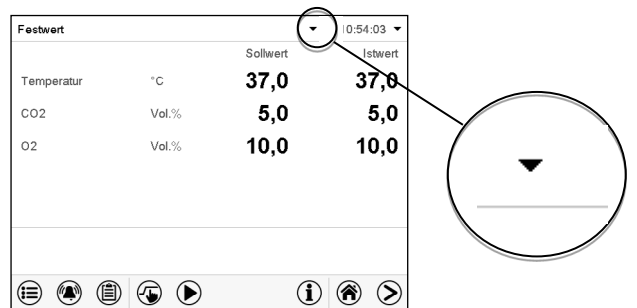 Festwert 0:54:03
Sollwert Istwert
Temperatur °C 37,0 37,0
CO2 Vol.% 5,0 5,0
O2 Vol.% 10,0 10,0